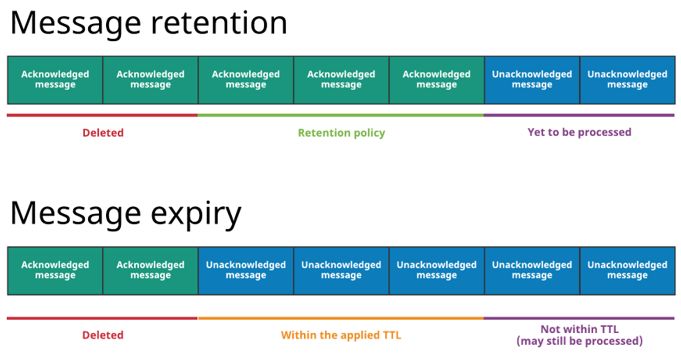 Message retention
Acknowledged Acknowledged Acknowledged Acknowledged Acknowledged Unacknowledged Unacknowledged
message message message message message message message
Deleted Retention policy Yet to be processed
Message expiry
Acknowledged Acknowledged Unacknowledged Unacknowledged Unacknowledged Unacknowledged Unacknowledged
message message message message message message message
Deleted Within the applied TTL Not within TTL
(may still be processed)